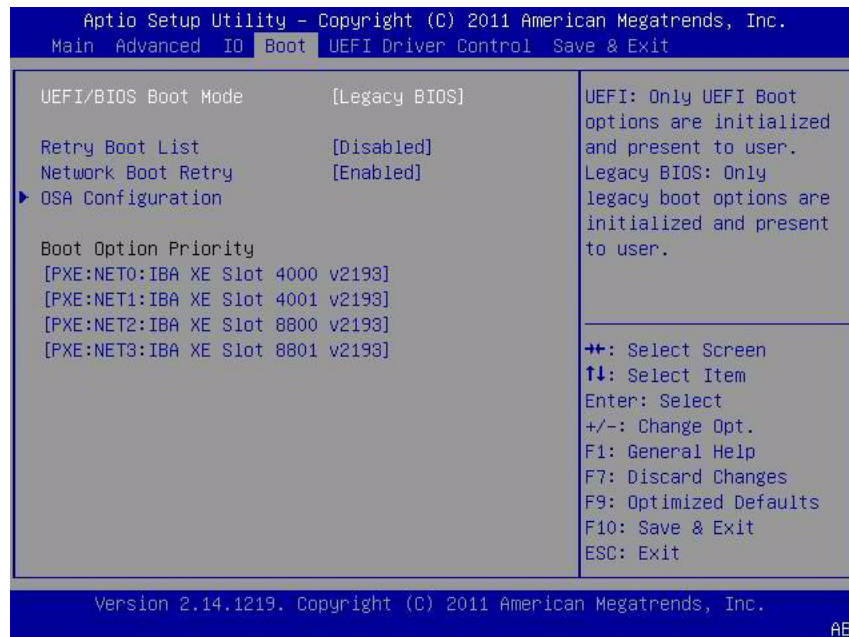 Aptio Setup Utility – Copyright (C) 2011 American Megatrends, Inc.
Main Advanced IO Boot UEFI Driver Control Save & Exit
UEFI/BIOS Boot Mode [Legacy BIOS]
Retry Boot List [Disabled]
Network Boot Retry [Enabled]
OSA Configuration
Boot Option Priority
[PXE:NET0:IBA XE Slot 4000 v2193]
[PXE:NET1:IBA XE Slot 4001 v2193]
[PXE:NET2:IBA XE Slot 8800 v2193]
[PXE:NET3:IBA XE Slot 8801 v2193]
UEFI: Only UEFI Boot
options are initialized
and present to user.
Legacy BIOS: Only
legacy boot options are
initialized and present
to user.
→←: Select Screen
↑↓: Select Item
Enter: Select
+/-: Change Opt.
F1: General Help
F7: Discard Changes
F9: Optimized Defaults
F10: Save & Exit
ESC: Exit
Version 2.14.1219. Copyright (C) 2011 American Megatrends, Inc.
AB